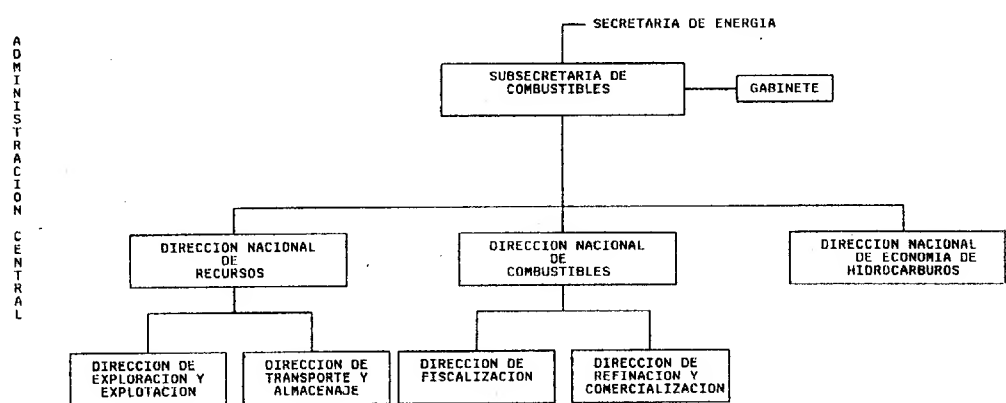 ADMINISTRACION CENTRAL
SECRETARIA DE ENERGIA
SUBSECRETARIA DE
COMBUSTIBLES
GABINETE
DIRECCION NACIONAL
DE
RECURSOS
DIRECCION NACIONAL
DE
COMBUSTIBLES
DIRECCION NACIONAL
DE ECONOMIA DE
HIDROCARBUROS
DIRECCION DE
EXPLORACION Y
EXPLOTACION
DIRECCION DE
TRANSPORTE Y
ALMACENAJE
DIRECCION DE
FISCALIZACION
DIRECCION DE
REFINACION Y
COMERCIALIZACION